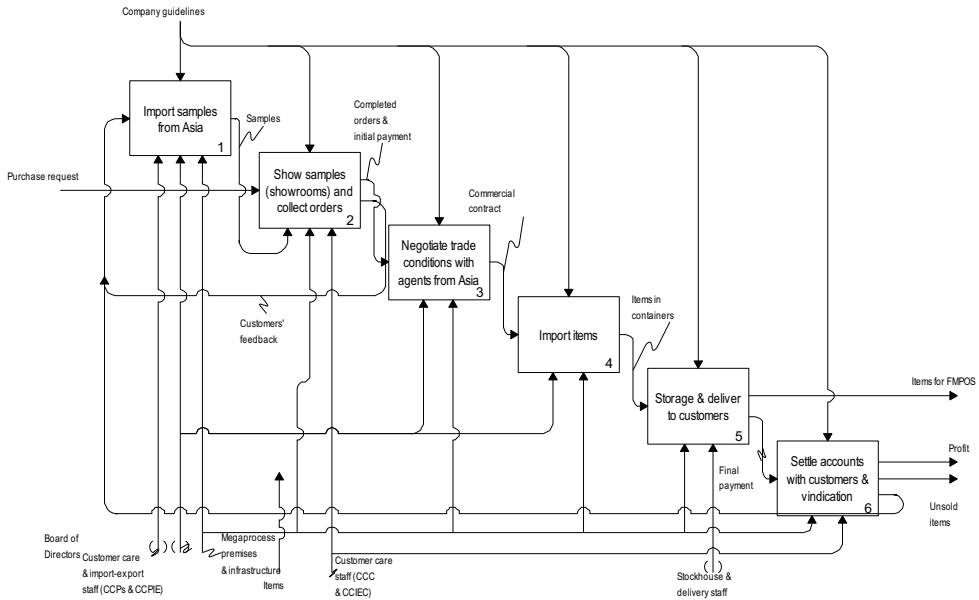 Company guidelines
Import samples
from Asia
1
Samples
Completed
orders &
initial payment
Purchase request
Show samples
(showrooms) and
collect orders
2
Commercial
contract
Negotiate trade
conditions with
agents from Asia
3
Customers'
feedback
Items in
containers
Import items
4
Items for FMPOS
Storage & deliver
to customers
5
Profit
Final
payment
Settle accounts
with customers &
vindication
6
Unsold
items
Board of
Directors
Customer care
& import-export
staff (CCPs & CCPIE)
Megaprocess
premises
& infrastructure
Items
Customer care
staff (CCC
& CCIEC)
Stockhouse &
delivery staff